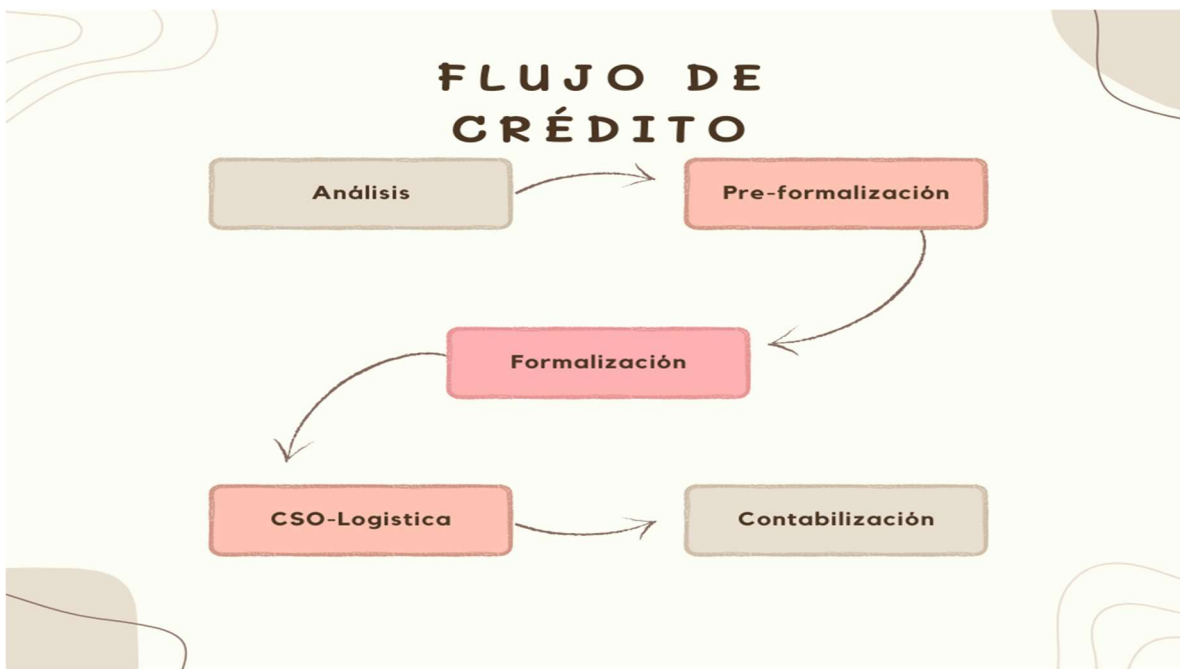 FLUJO DE
CRÉDITO
Análisis
Pre-formalización
Formalización
CSO-Logistica
Contabilización